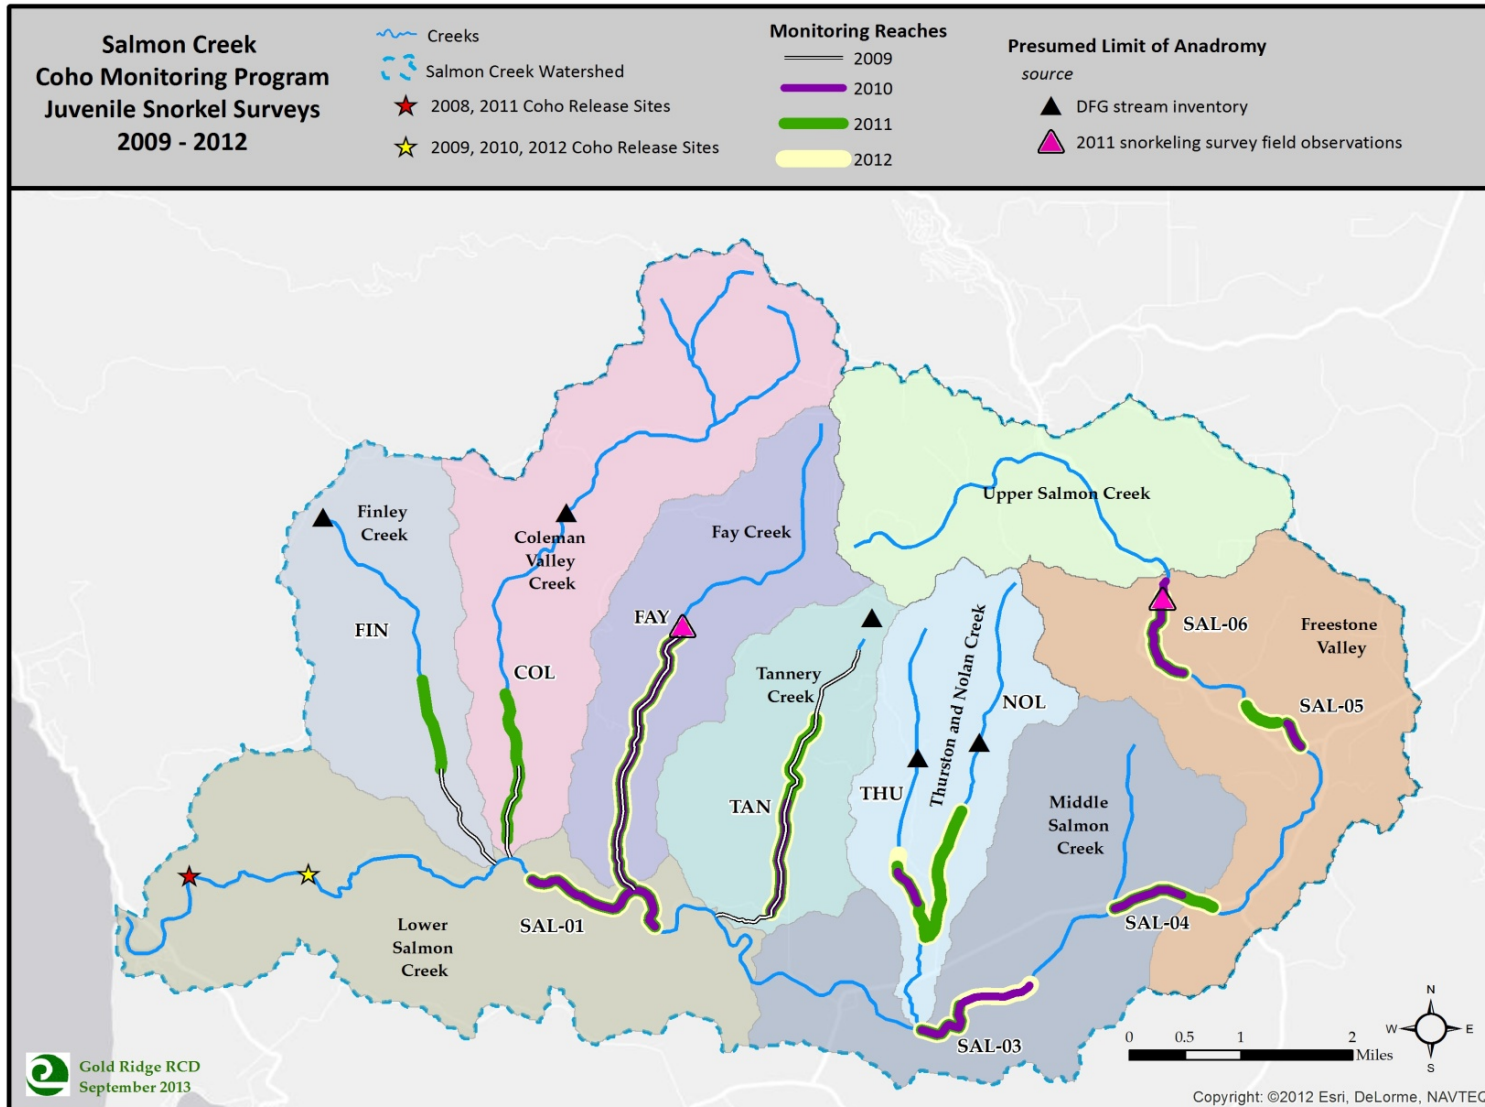 Salmon Creek
Coho Monitoring Program
Juvenile Snorkel Surveys
2009 - 2012
Creeks
Salmon Creek Watershed
2008, 2011 Coho Release Sites
2009, 2010, 2012 Coho Release Sites
Monitoring Reaches
2009
2010
2011
2012
Presumed Limit of Anadromy
source
DFG stream inventory
2011 snorkeling survey field observations
Upper Salmon Creek
Finley
Creek
Coleman
Valley
Creek
Fay Creek
FIN
COL
FAY
Tannery
Creek
TAN
THU
Thurston and Nolan Creek
NOL
SAL-06
Freestone
Valley
SAL-05
Middle
Salmon
Creek
SAL-04
SAL-01
Lower
Salmon
Creek
SAL-03
N
W
E
S
0
0.5
1
2
Miles
Gold Ridge RCD
September 2013
Copyright: ©2012 Esri, DeLorme, NAVTEQ